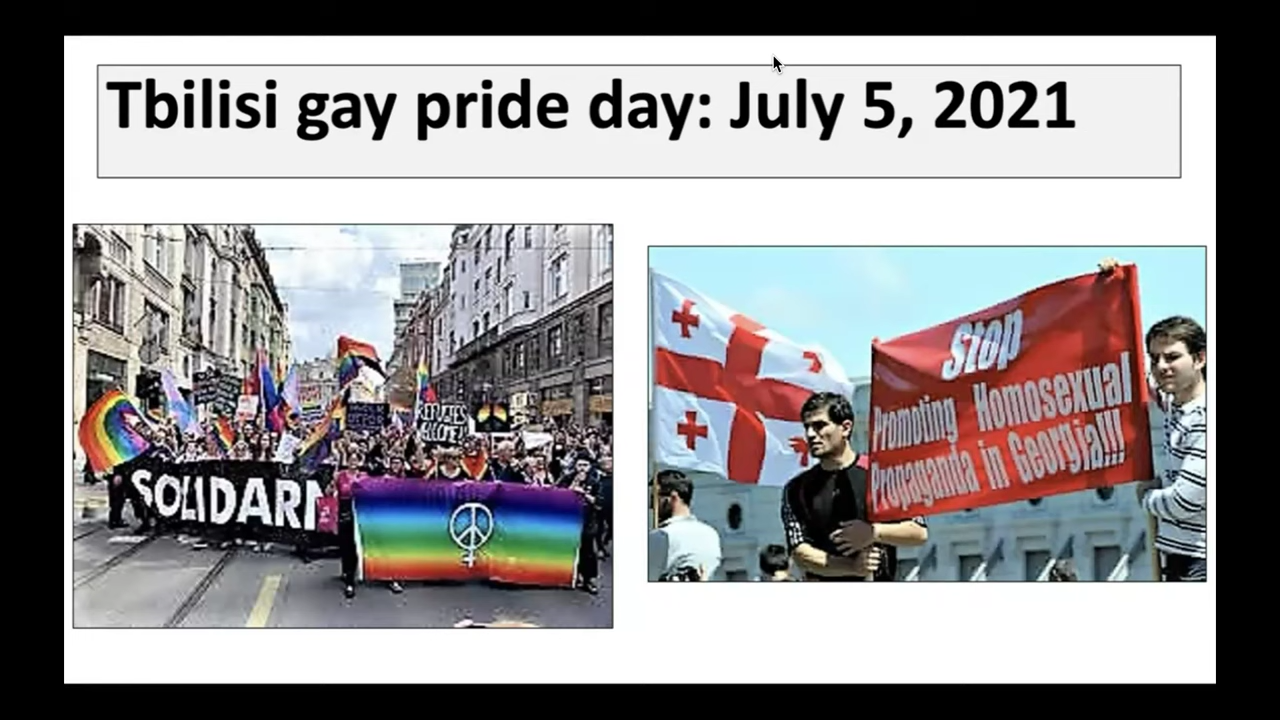 Tbilisi gay pride day: July 5, 2021
SOLIDARI
REFUGEES
WELCOME!
Stop
Promoting Homosexual
Propaganda in Georgia!!!